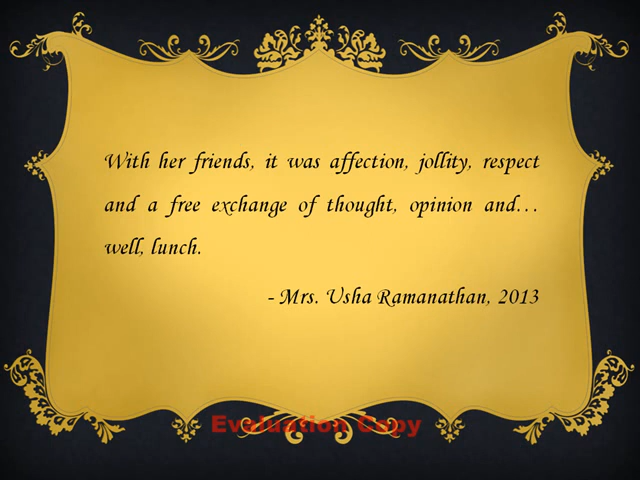 With her friends, it was affection, jollity, respect
and a free exchange of thought, opinion and…
well, lunch.
- Mrs. Usha Ramanathan, 2013
Evaluation Copy